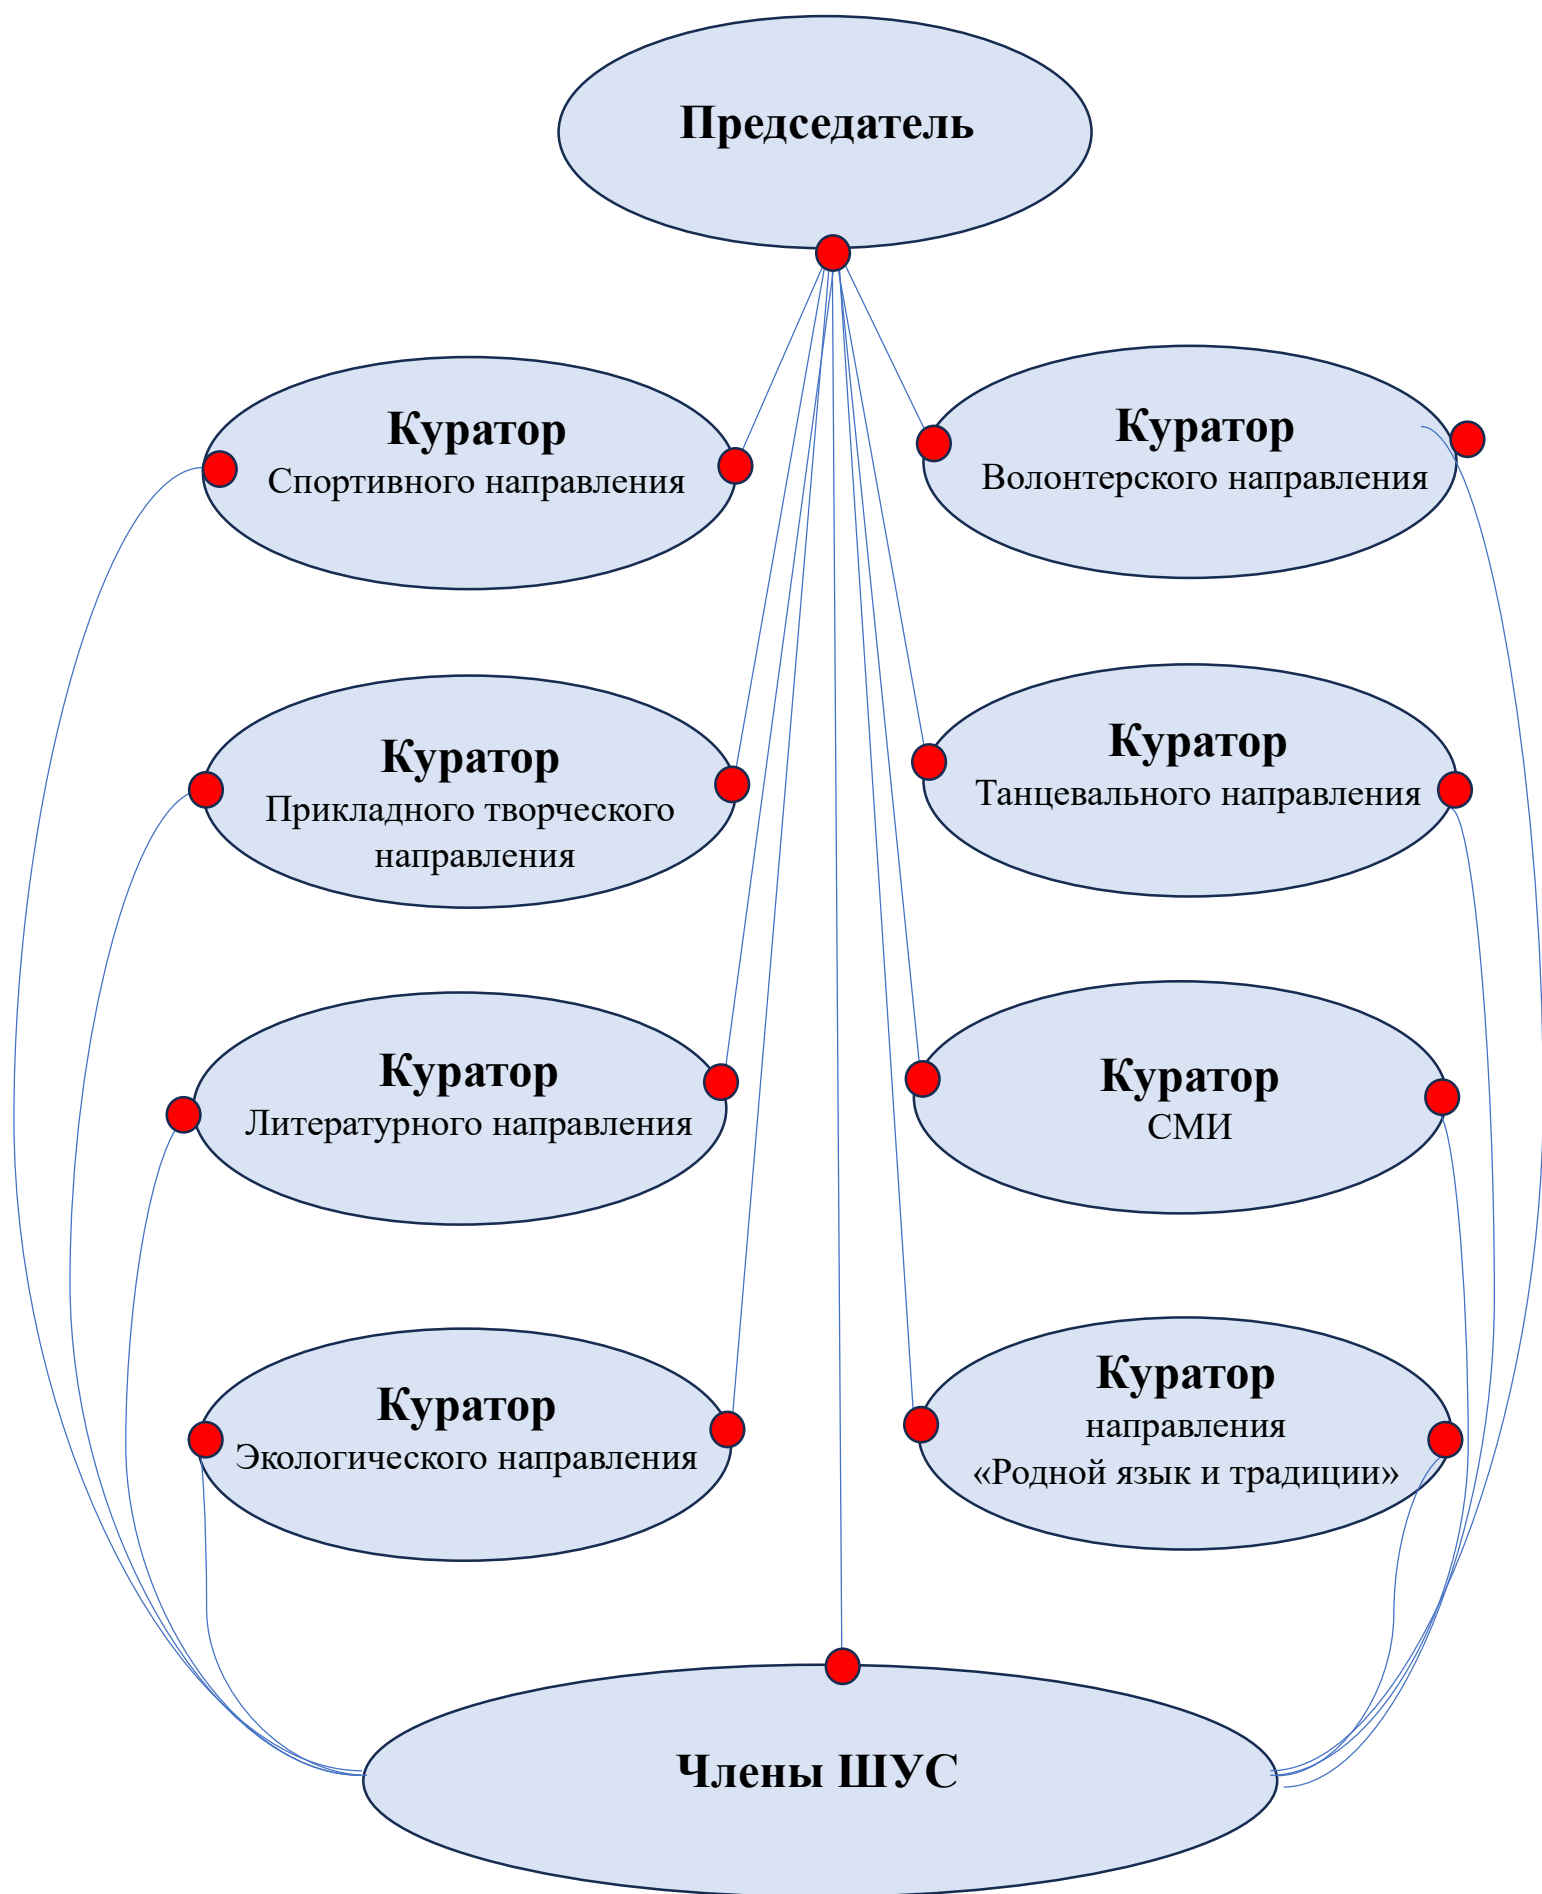 Председатель
Куратор
Спортивного направления
Куратор
Волонтерского направления
Куратор
Прикладного творческого
направления
Куратор
Танцевального направления
Куратор
Литературного направления
Куратор
СМИ
Куратор
Экологического направления
Куратор
направления
«Родной язык и традиции»
Члены ШУС